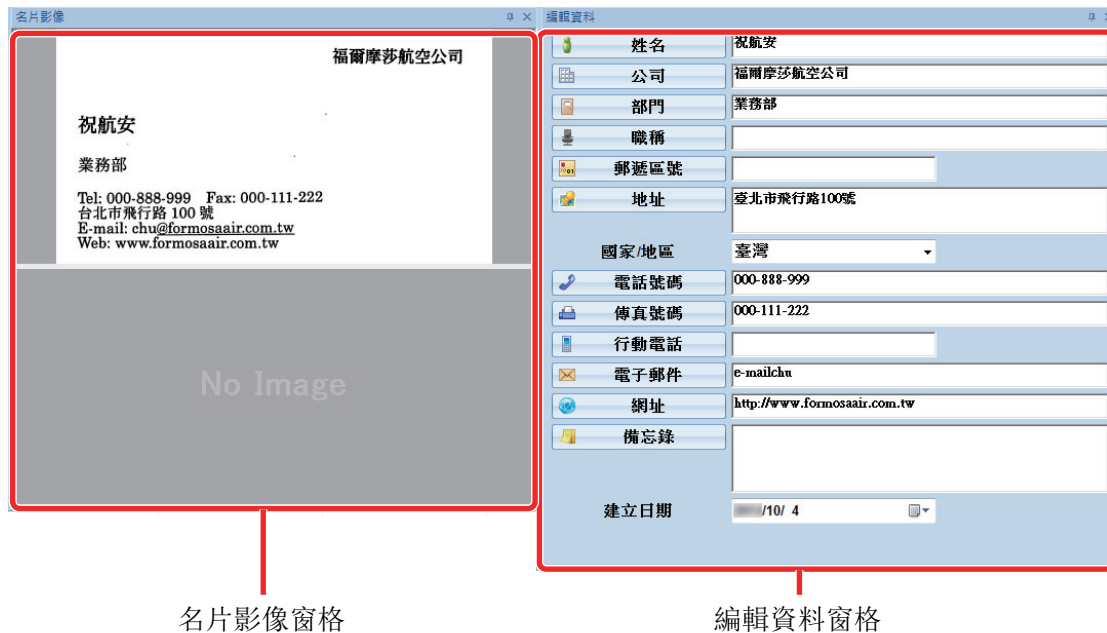 名片影像
福爾摩莎航空公司
祝航安
業務部
Tel: 000-888-999 Fax: 000-111-222
台北市飛行路 100 號
E-mail: chu@formosaair.com.tw
Web: www.formosaair.com.tw
No Image
名片影像窗格
編輯資料
姓名 祝航安
公司 福爾摩莎航空公司
部門 業務部
職稱
郵遞區號
地址 臺北市飛行路100號
國家/地區 臺灣
電話號碼 000-888-999
傳真號碼 000-111-222
行動電話
電子郵件 e-mailchu
網址 http://www.formosaair.com.tw
備忘錄
建立日期 /10/ 4
編輯資料窗格